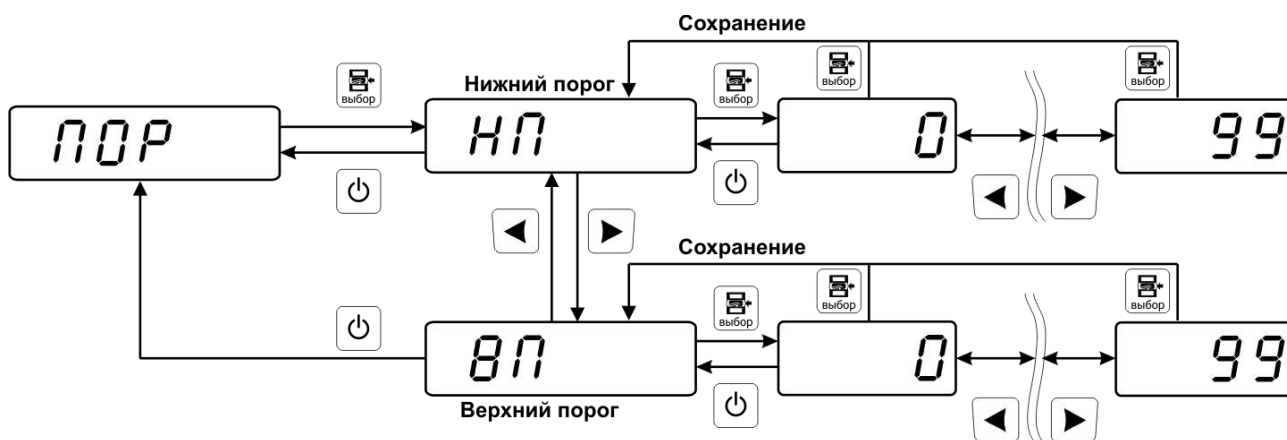 Сохранение
выбор
выбор
выбор
Нижний порог
выбор
ПОР
НП
0
99
Сохранение
выбор
выбор
выбор
ВП
0
99
Верхний порог